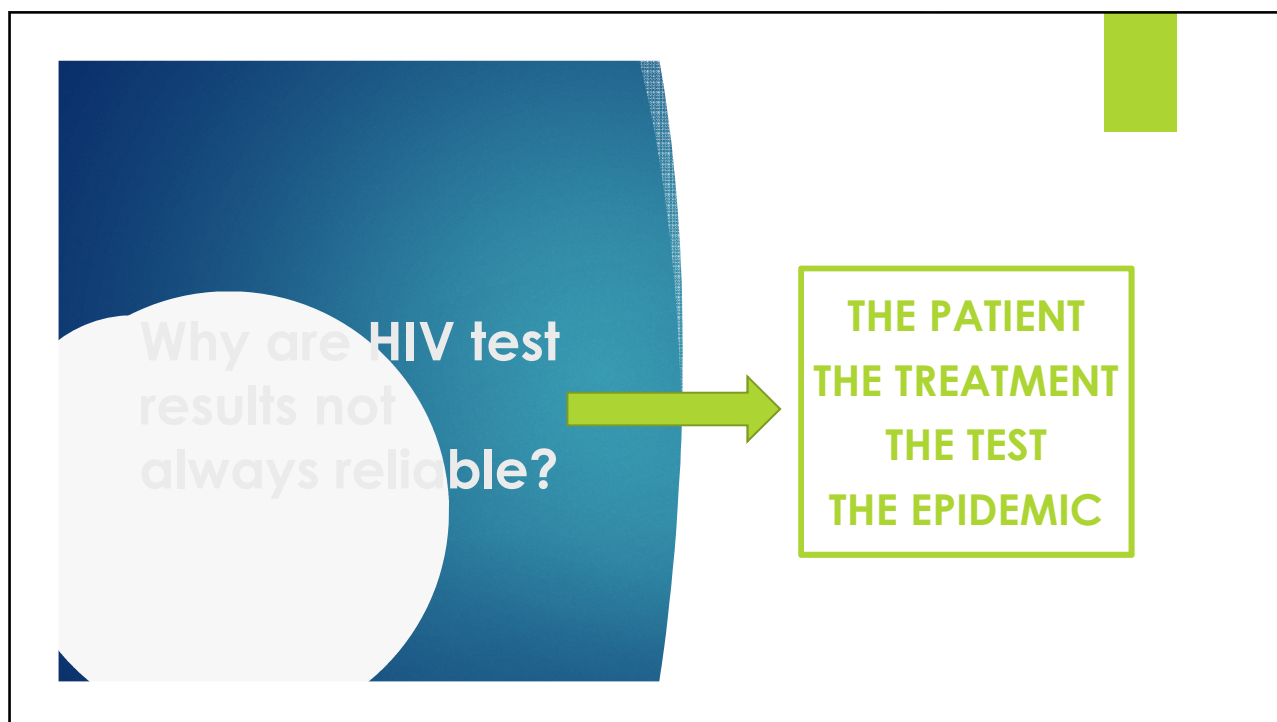 Why are HIV test
results not
always reliable?
THE PATIENT
THE TREATMENT
THE TEST
THE EPIDEMIC